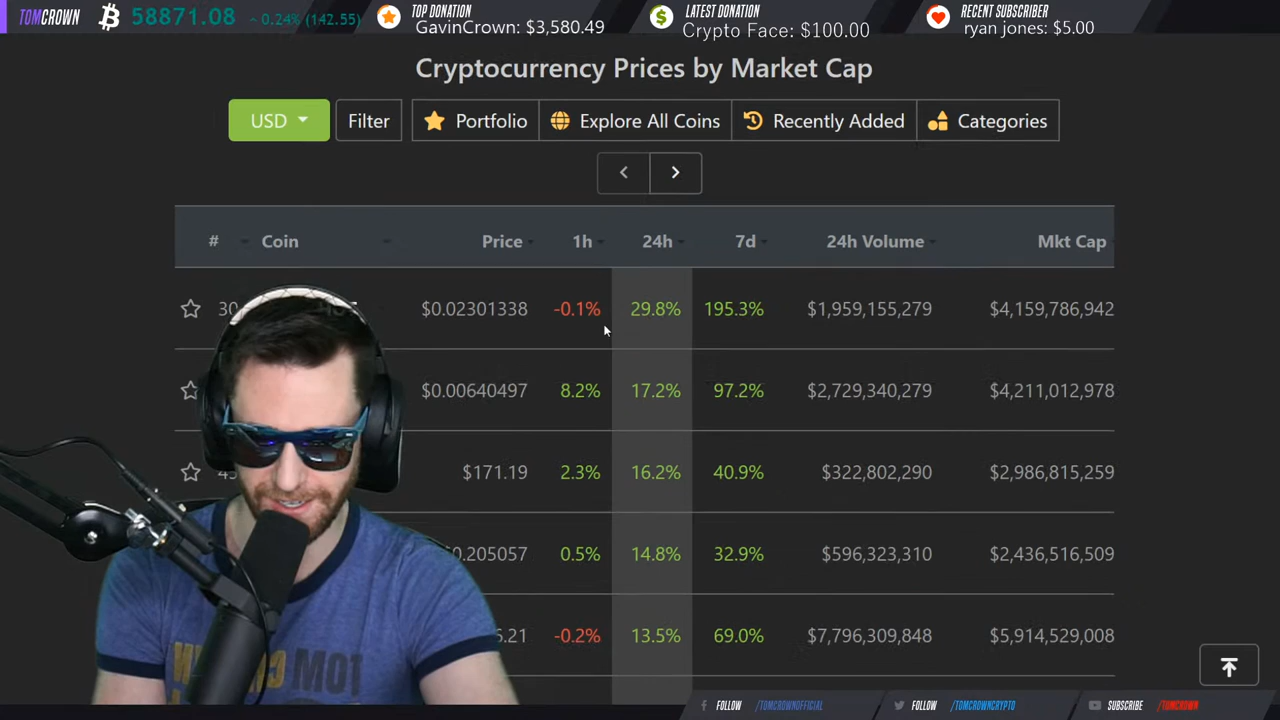 TOMCROWN 58871.08 0.24% (142.55) TOP DONATION LATEST DONATION RECENT SUBSCRIBER
GavinCrown: $3,580.49 Crypto Face: $100.00 ryan jones: $5.00
Cryptocurrency Prices by Market Cap
USD Filter Portfolio Explore All Coins Recently Added Categories
# Coin Price 1h 24h 7d 24h Volume Mkt Cap
$0.02301338 -0.1% 29.8% 195.3% $1,959,155,279 $4,159,786,942
$0.00640497 8.2% 17.2% 97.2% $2,729,340,279 $4,211,012,978
$171.19 2.3% 16.2% 40.9% $322,802,290 $2,986,815,259
0.205057 0.5% 14.8% 32.9% $596,323,310 $2,436,516,509
6.21 -0.2% 13.5% 69.0% $7,796,309,848 $5,914,529,008
TOM CROWN
FOLLOW /TOMCROWNOFFICIAL FOLLOW /TOMCROWNCRYPTO SUBSCRIBE /TOMCROWN